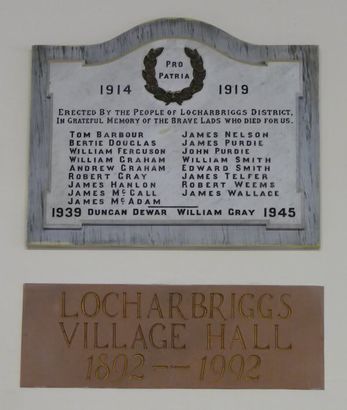 PRO
PATRIA
1914 1919
ERECTED BY THE PEOPLE OF LOCHARBRIGGS DISTRICT,
IN GRATEFUL MEMORY OF THE BRAVE LADS WHO DIED FOR US.
TOM BARBOUR JAMES NELSON
BERTIE DOUGLAS JAMES PURDIE
WILLIAM FERGUSON JOHN PURDIE
WILLIAM GRAHAM WILLIAM SMITH
ANDREW GRAHAM EDWARD SMITH
ROBERT GRAY JAMES TELFER
JAMES HANLON ROBERT WEEMS
JAMES McCALL JAMES WALLACE
JAMES McADAM
1939 DUNCAN DEWAR WILLIAM GRAY 1945
LOCHARBRIGGS
VILLAGE HALL
1892 — 1992